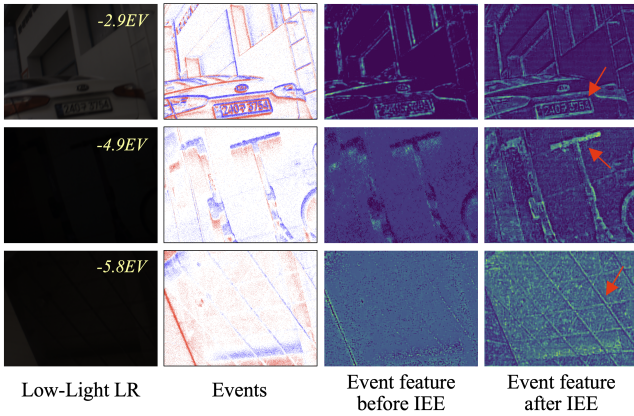 -2.9EV
-4.9EV
-5.8EV
Low-Light LR
Events
Event feature
before IEE
Event feature
after IEE